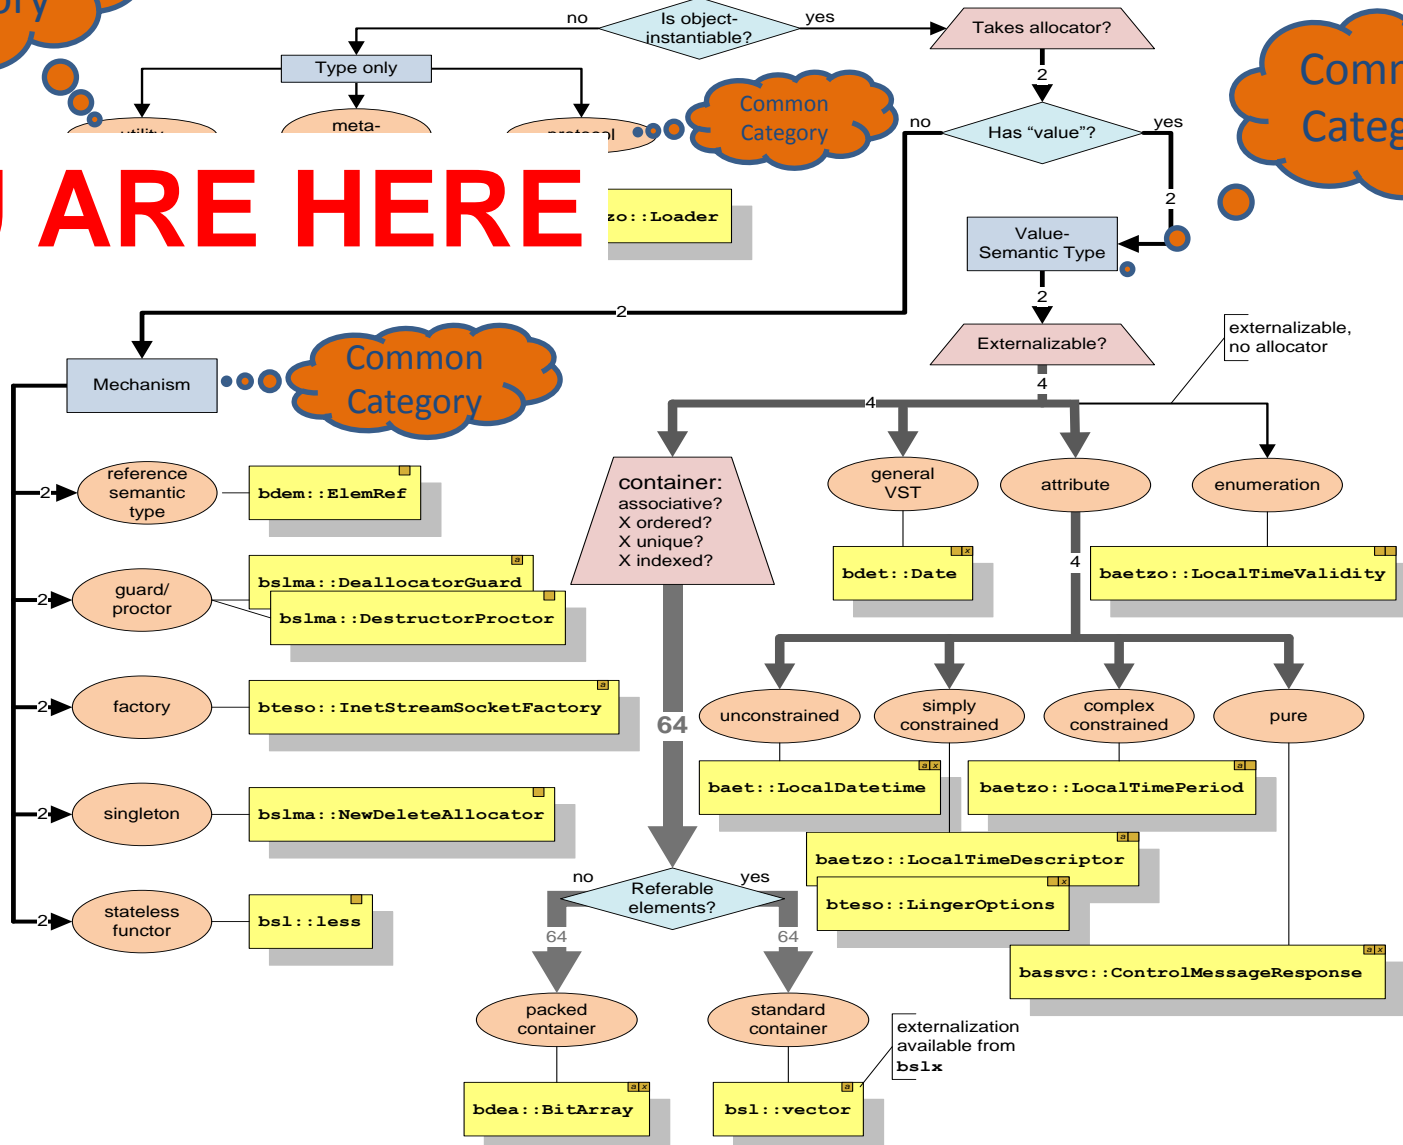 no
Is object-
instantiable?
yes
Takes allocator?
Type only
2
meta-
Common
Category
no
Has "value"?
yes
ARE HERE
zo::Loader
2
Value-
Semantic Type
2
2
externalizable,
no allocator
Externalizable?
Common
Category
Mechanism
4
4
reference
semantic
type
2
bdem::ElemRef
container:
associative?
X ordered?
X unique?
X indexed?
general
VST
attribute
enumeration
a
x
bdet::Date
4
baetzo::LocalTimeValidity
bslma::DeallocatorGuard
guard/
proctor
2
bslma::DestructorProctor
a
factory
2
bteso::InetStreamSocketFactory
64
unconstrained
simply
constrained
complex
constrained
pure
a x
baet::LocalDatetime
a
baetzo::LocalTimePeriod
singleton
2
bslma::NewDeleteAllocator
a
baetzo::LocalTimeDescriptor
x
bteso::LingerOptions
no
Referable
elements?
yes
stateless
functor
2
bsl::less
64
64
a x
bassvc::ControlMessageResponse
packed
container
standard
container
externalization
available from
bslx
a x
bdea::BitArray
a
bsl::vector